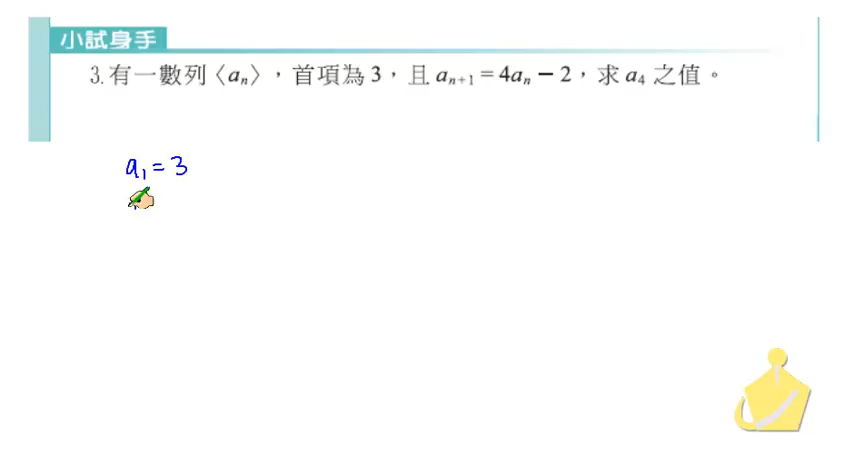 小試身手
3. 有一數列〈aₙ〉，首項為 3，且 aₙ₊₁ = 4aₙ − 2，求 a₄ 之值。
a₁ = 3